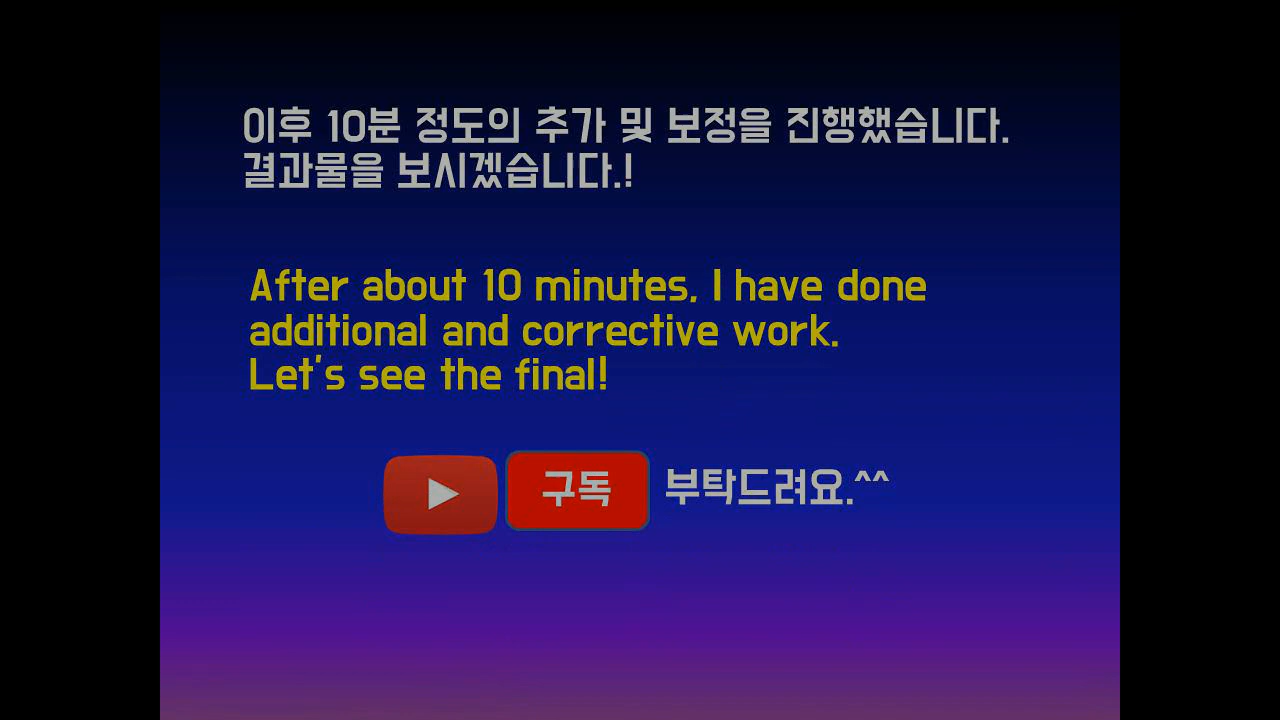 이후 10분 정도의 추가 및 보정을 진행했습니다.
결과물을 보시겠습니다.!
After about 10 minutes, I have done
additional and corrective work.
Let's see the final!
구독 부탁드려요.^^